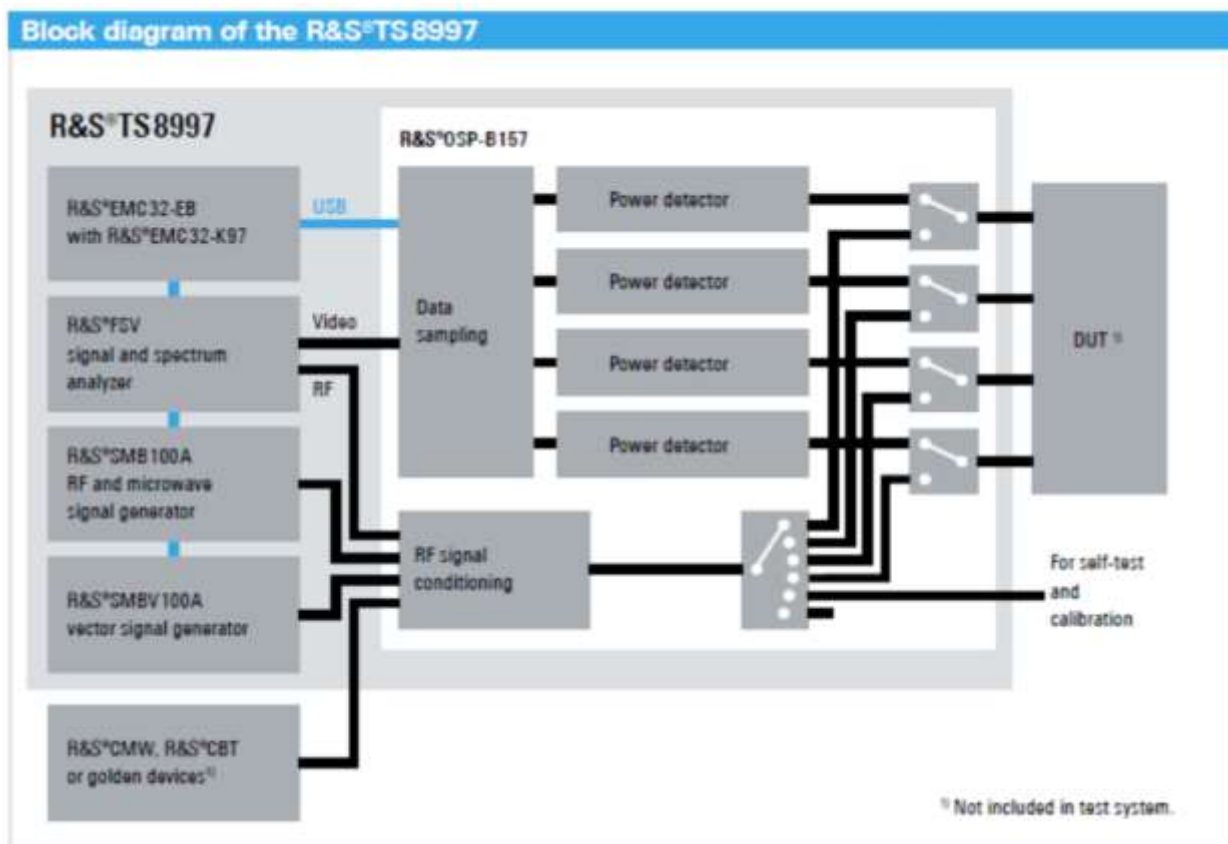 Block diagram of the R&S®TS8997
R&S®TS8997
R&S®OSP-B157
R&S®EMC32-EB
with R&S®EMC32-K97
USB
Power detector
R&S®FSV
signal and spectrum
analyzer
Video
RF
Data
sampling
Power detector
DUT ¹⁾
Power detector
R&S®SMB100A
RF and microwave
signal generator
Power detector
RF signal
conditioning
For self-test
and
calibration
R&S®SMBV100A
vector signal generator
R&S®CMW, R&S®CBT
or golden devices¹⁾
¹⁾ Not included in test system.